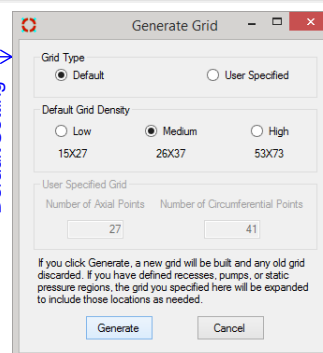 Generate Grid
Grid Type
Default
User Specified
Default Grid Density
Low
Medium
High
15X27
26X37
53X73
User Specified Grid
Number of Axial Points
Number of Circumferential Points
27
41
If you click Generate, a new grid will be built and any old grid
discarded. If you have defined recesses, pumps, or static
pressure regions, the grid you specified here will be expanded
to include those locations as needed.
Generate
Cancel